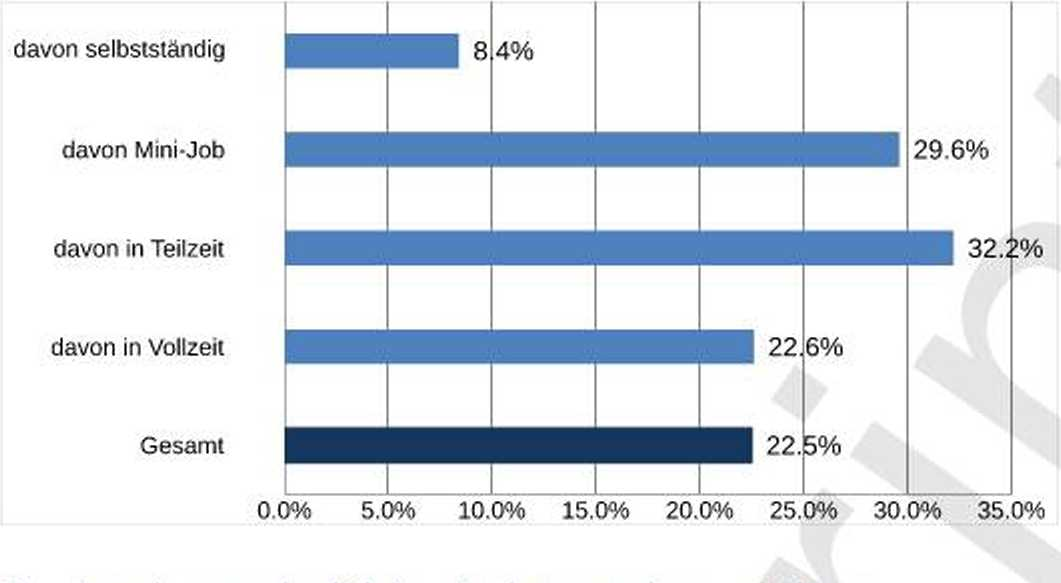 davon selbstständig 8.4%
davon Mini-Job 29.6%
davon in Teilzeit 32.2%
davon in Vollzeit 22.6%
Gesamt 22.5%
0.0% 5.0% 10.0% 15.0% 20.0% 25.0% 30.0% 35.0%